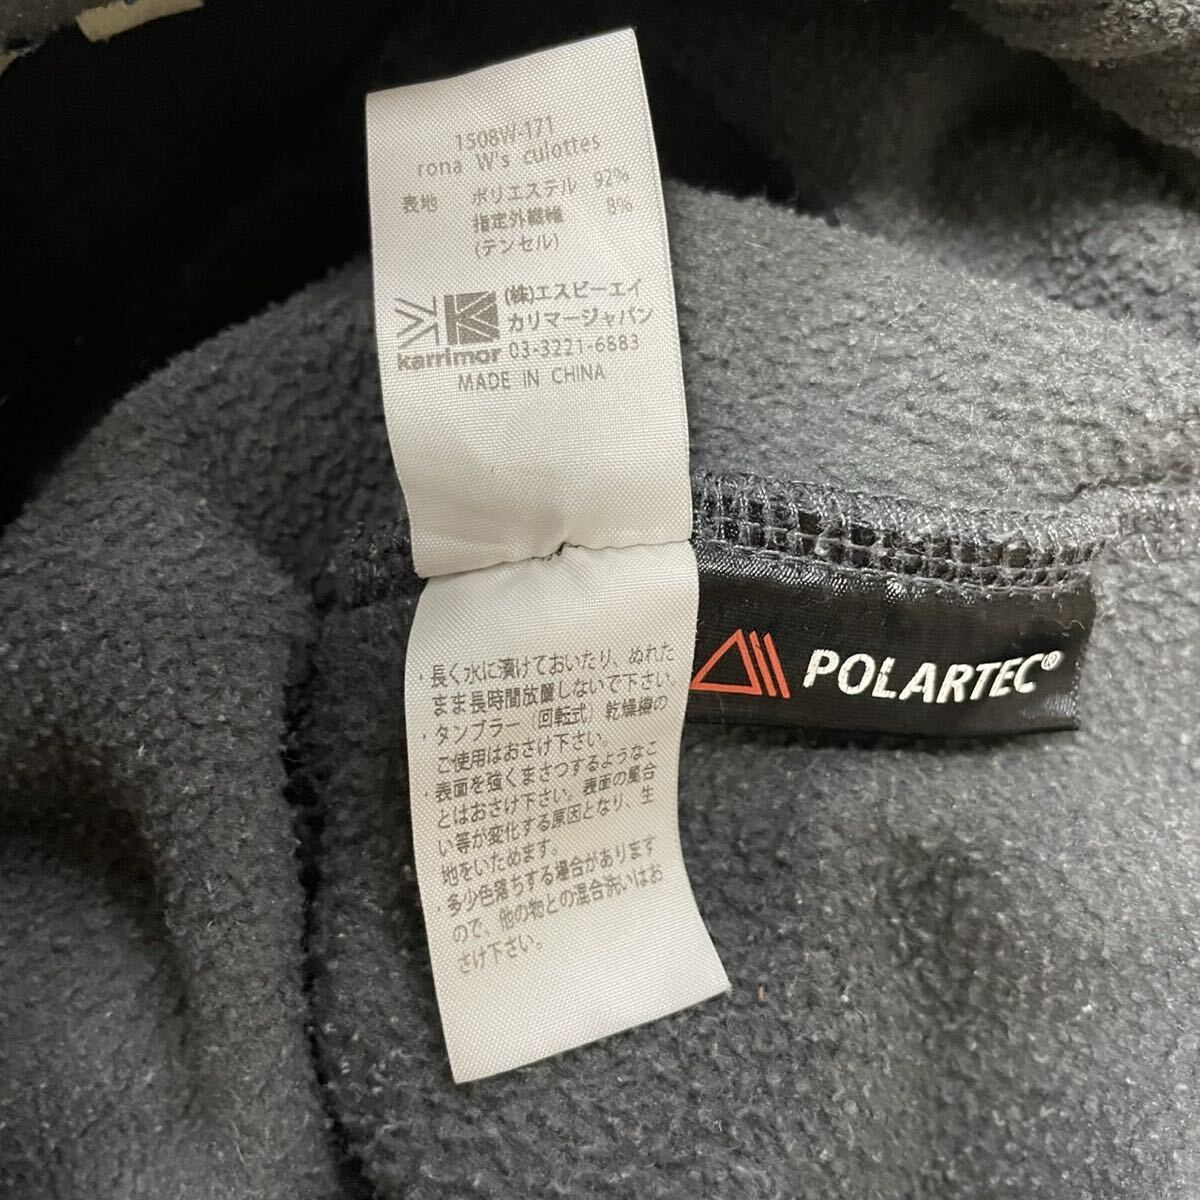 1508W-171
rona W's culottes
表地 ポリエステル 92%
指定外繊維 8%
(テンセル)
(株)エスピーエイ
カリマージャパン
karrimor 03-3221-6883
MADE IN CHINA
・長く水に漬けておいたり、ぬれた
まま長時間放置しないで下さい
・タンブラー(回転式)乾燥機の
ご使用はおさけ下さい。
・表面を強くまさつするようなこ
とはおさけ下さい。表面の風合
い等が変化する原因となり、生
地をいためます。
・多少色落ちする場合があります
ので、他の物との混合洗いはお
さけ下さい。
POLARTEC®